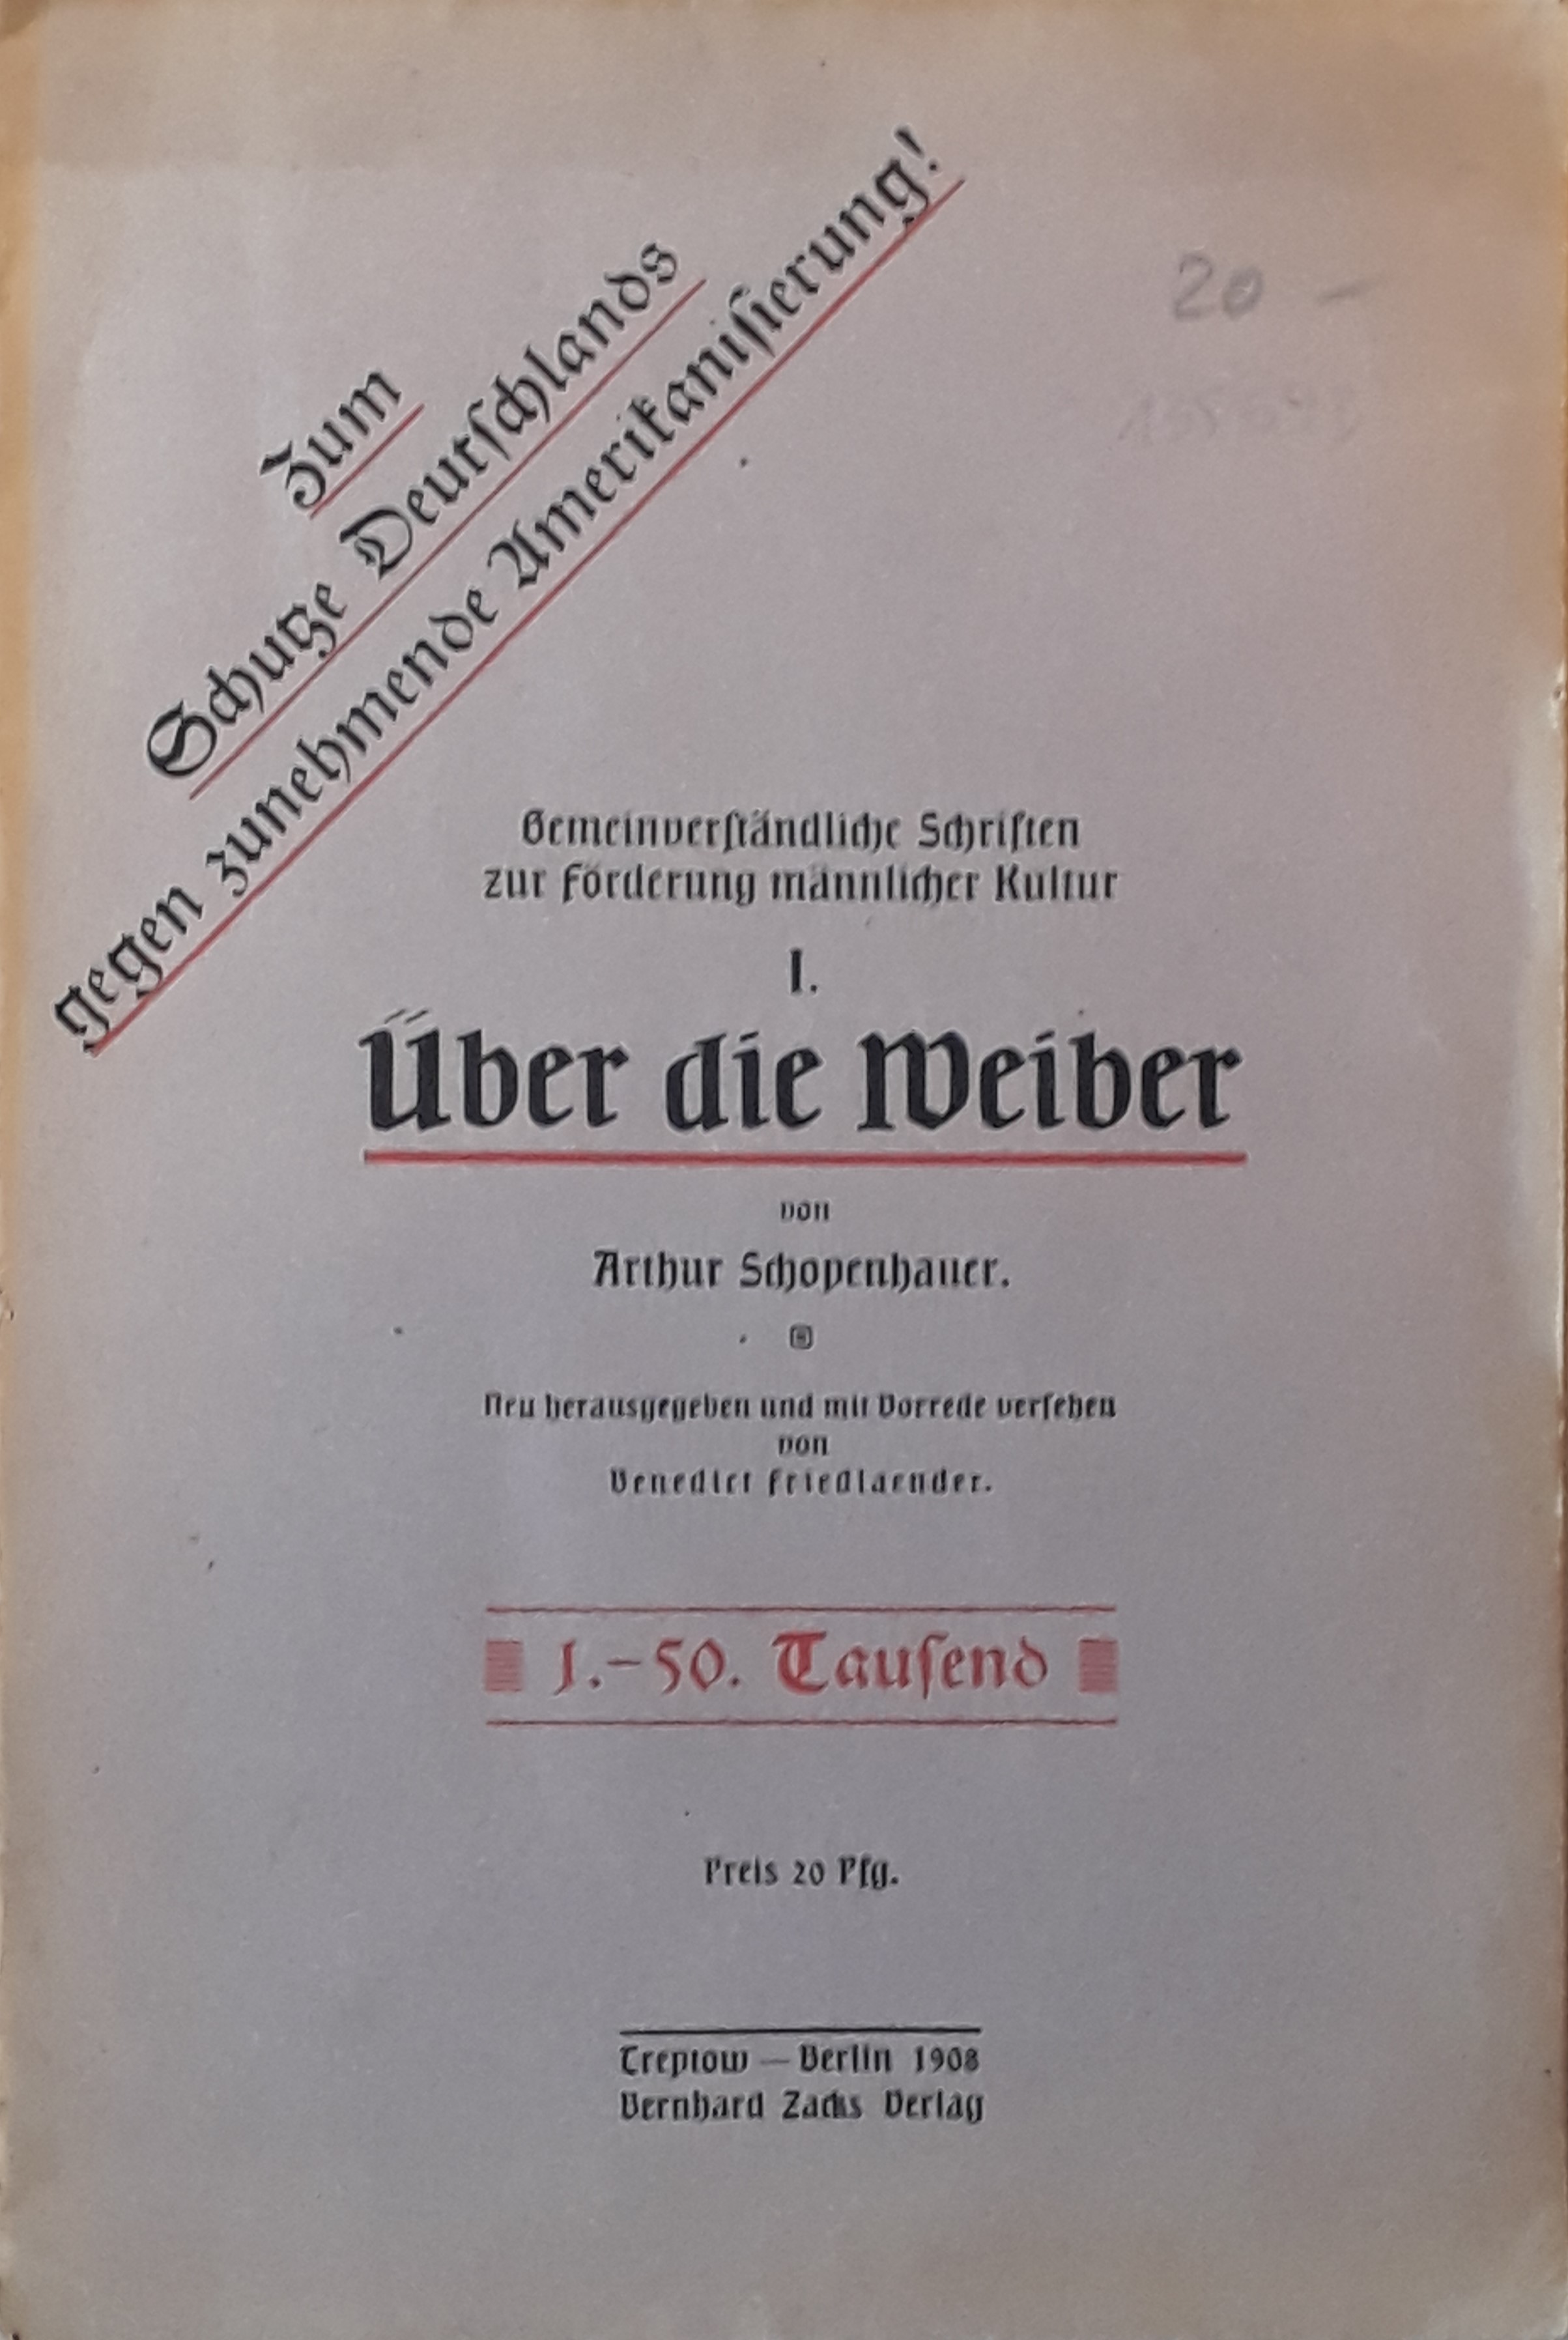 Zum
Schutze Deutschlands
gegen zunehmende Amerikanisierung!
20 –
Gemeinverständliche Schriften
zur Förderung männlicher Kultur
I.
Über die Weiber
von
Arthur Schopenhauer.
Neu herausgegeben und mit Vorrede versehen
von
Benedict Friedlaender.
1.–50. Tausend
Preis 20 Pfg.
Treptow — Berlin 1908
Bernhard Zacks Verlag